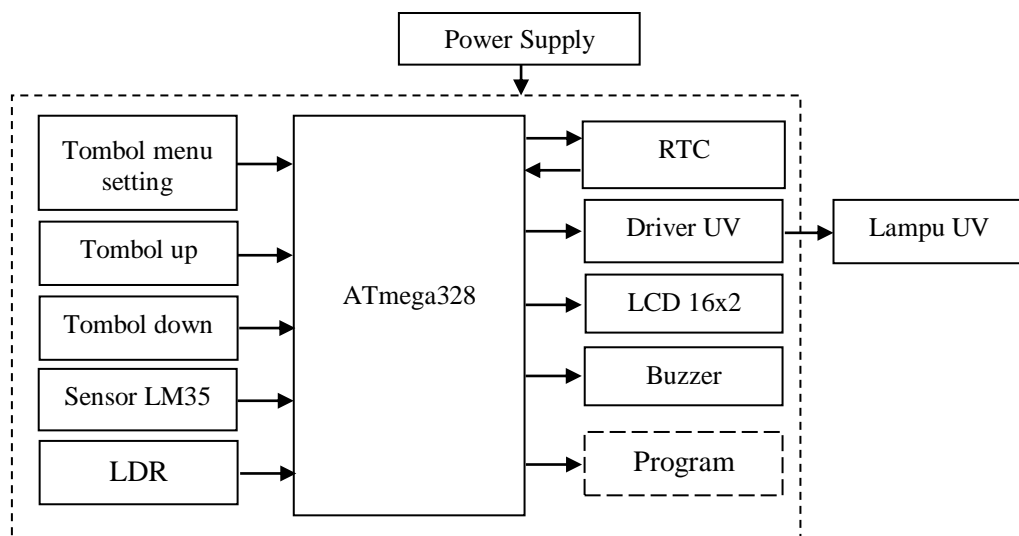 Power Supply
Tombol menu
setting
Tombol up
Tombol down
Sensor LM35
LDR
ATmega328
RTC
Driver UV
LCD 16x2
Buzzer
Program
Lampu UV